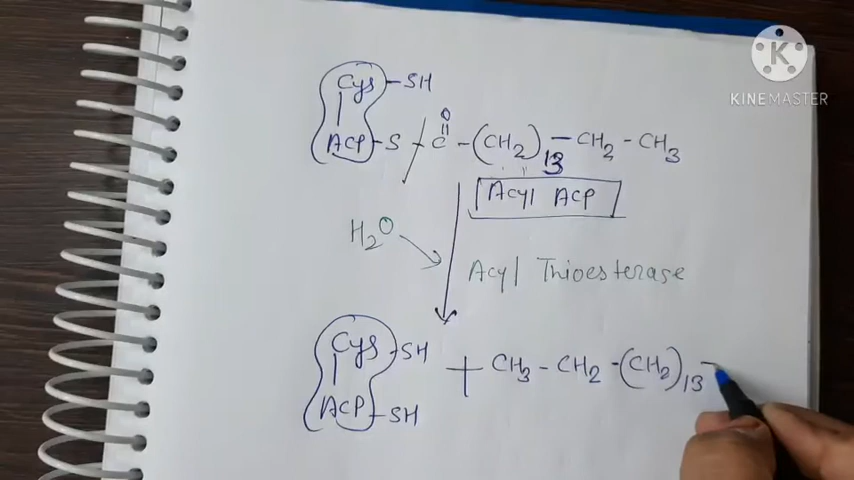 Cys-SH
ACP-S-C-(CH2)13-CH2-CH3
O
Acyl ACP
H2O
Acyl Thioesterase
Cys-SH
ACP-SH
+ CH3-CH2-(CH2)13-
K
KINEMASTER